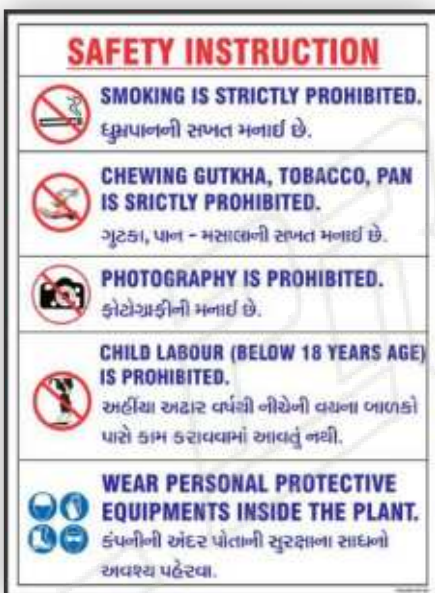 SAFETY INSTRUCTION
SMOKING IS STRICTLY PROHIBITED.
ધુમ્રપાનની સખત મનાઈ છે.
CHEWING GUTKHA, TOBACCO, PAN
IS SRICTLY PROHIBITED.
ગુટકા, પાન - મસાલાની સખત મનાઈ છે.
PHOTOGRAPHY IS PROHIBITED.
ફોટોગ્રાફીની મનાઈ છે.
CHILD LABOUR (BELOW 18 YEARS AGE)
IS PROHIBITED.
અહીંયા અઢાર વર્ષથી નીચેની વયના બાળકો
પાસે કામ કરાવવામાં આવતું નથી.
WEAR PERSONAL PROTECTIVE
EQUIPMENTS INSIDE THE PLANT.
કંપનીની અંદર પોતાની સુરક્ષાના સાધનો
અવશ્ય પહેરવા.